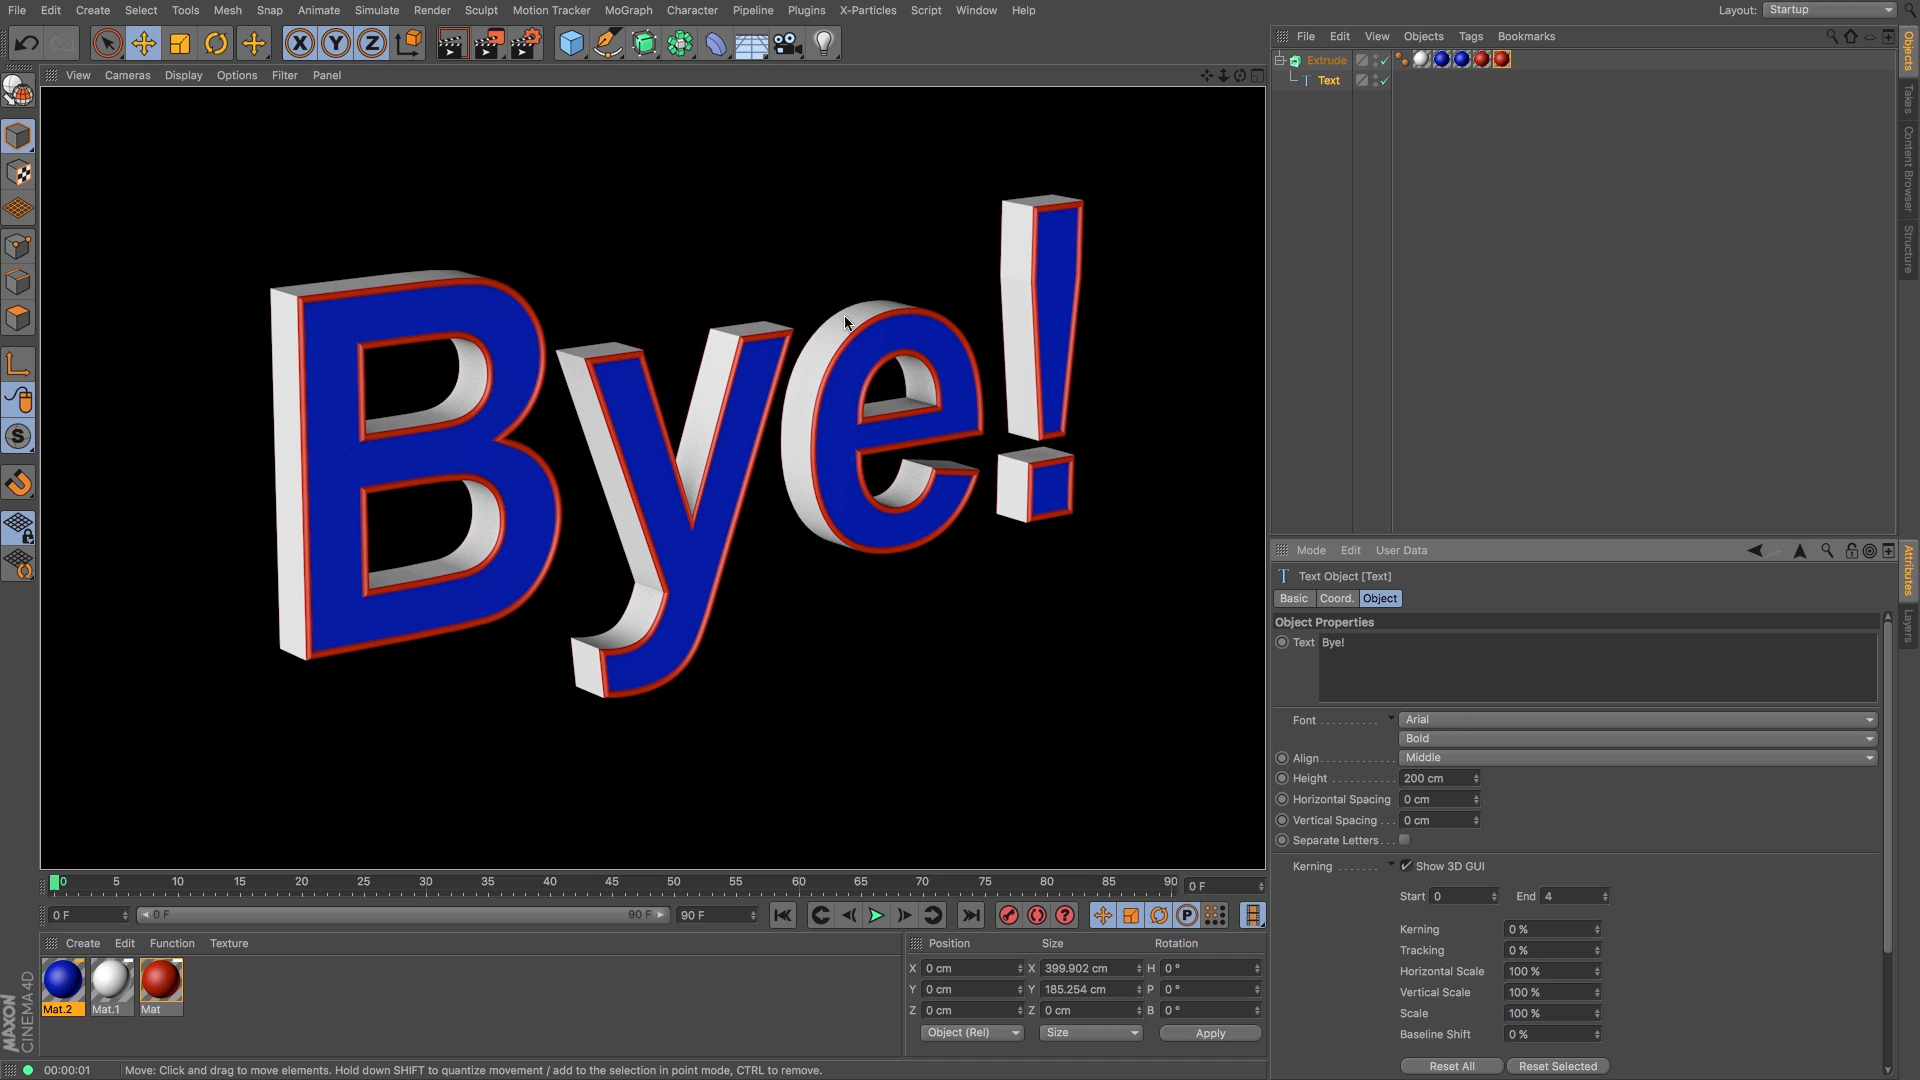 File Edit Create Select Tools Mesh Snap Animate Simulate Render Sculpt Motion Tracker MoGraph Character Pipeline Plugins X-Particles Script Window Help Layout: Startup
View Cameras Display Options Filter Panel
File Edit View Objects Tags Bookmarks
Extrude
Text
Objects
Takes
Content Browser
Structure
X Y Z
S
Bye!
Mode Edit User Data
Text Object [Text]
Basic Coord. Object
Object Properties
Text Bye!
Font Arial
Bold
Align Middle
Height 200 cm
Horizontal Spacing 0 cm
Vertical Spacing 0 cm
Separate Letters
Kerning Show 3D GUI
Start 0 End 4
Kerning 0 %
Tracking 0 %
Horizontal Scale 100 %
Vertical Scale 100 %
Scale 100 %
Baseline Shift 0 %
Reset All Reset Selected
Attributes
Layers
0 5 10 15 20 25 30 35 40 45 50 55 60 65 70 75 80 85 90 0 F
0 F 0 F 90 F 90 F
P
Create Edit Function Texture
Mat.2 Mat.1 Mat
Position Size Rotation
X 0 cm X 399.902 cm H 0 °
Y 0 cm Y 185.254 cm P 0 °
Z 0 cm Z 0 cm B 0 °
Object (Rel) Size Apply
MAXON
CINEMA 4D
00:00:01 Move: Click and drag to move elements. Hold down SHIFT to quantize movement / add to the selection in point mode, CTRL to remove.